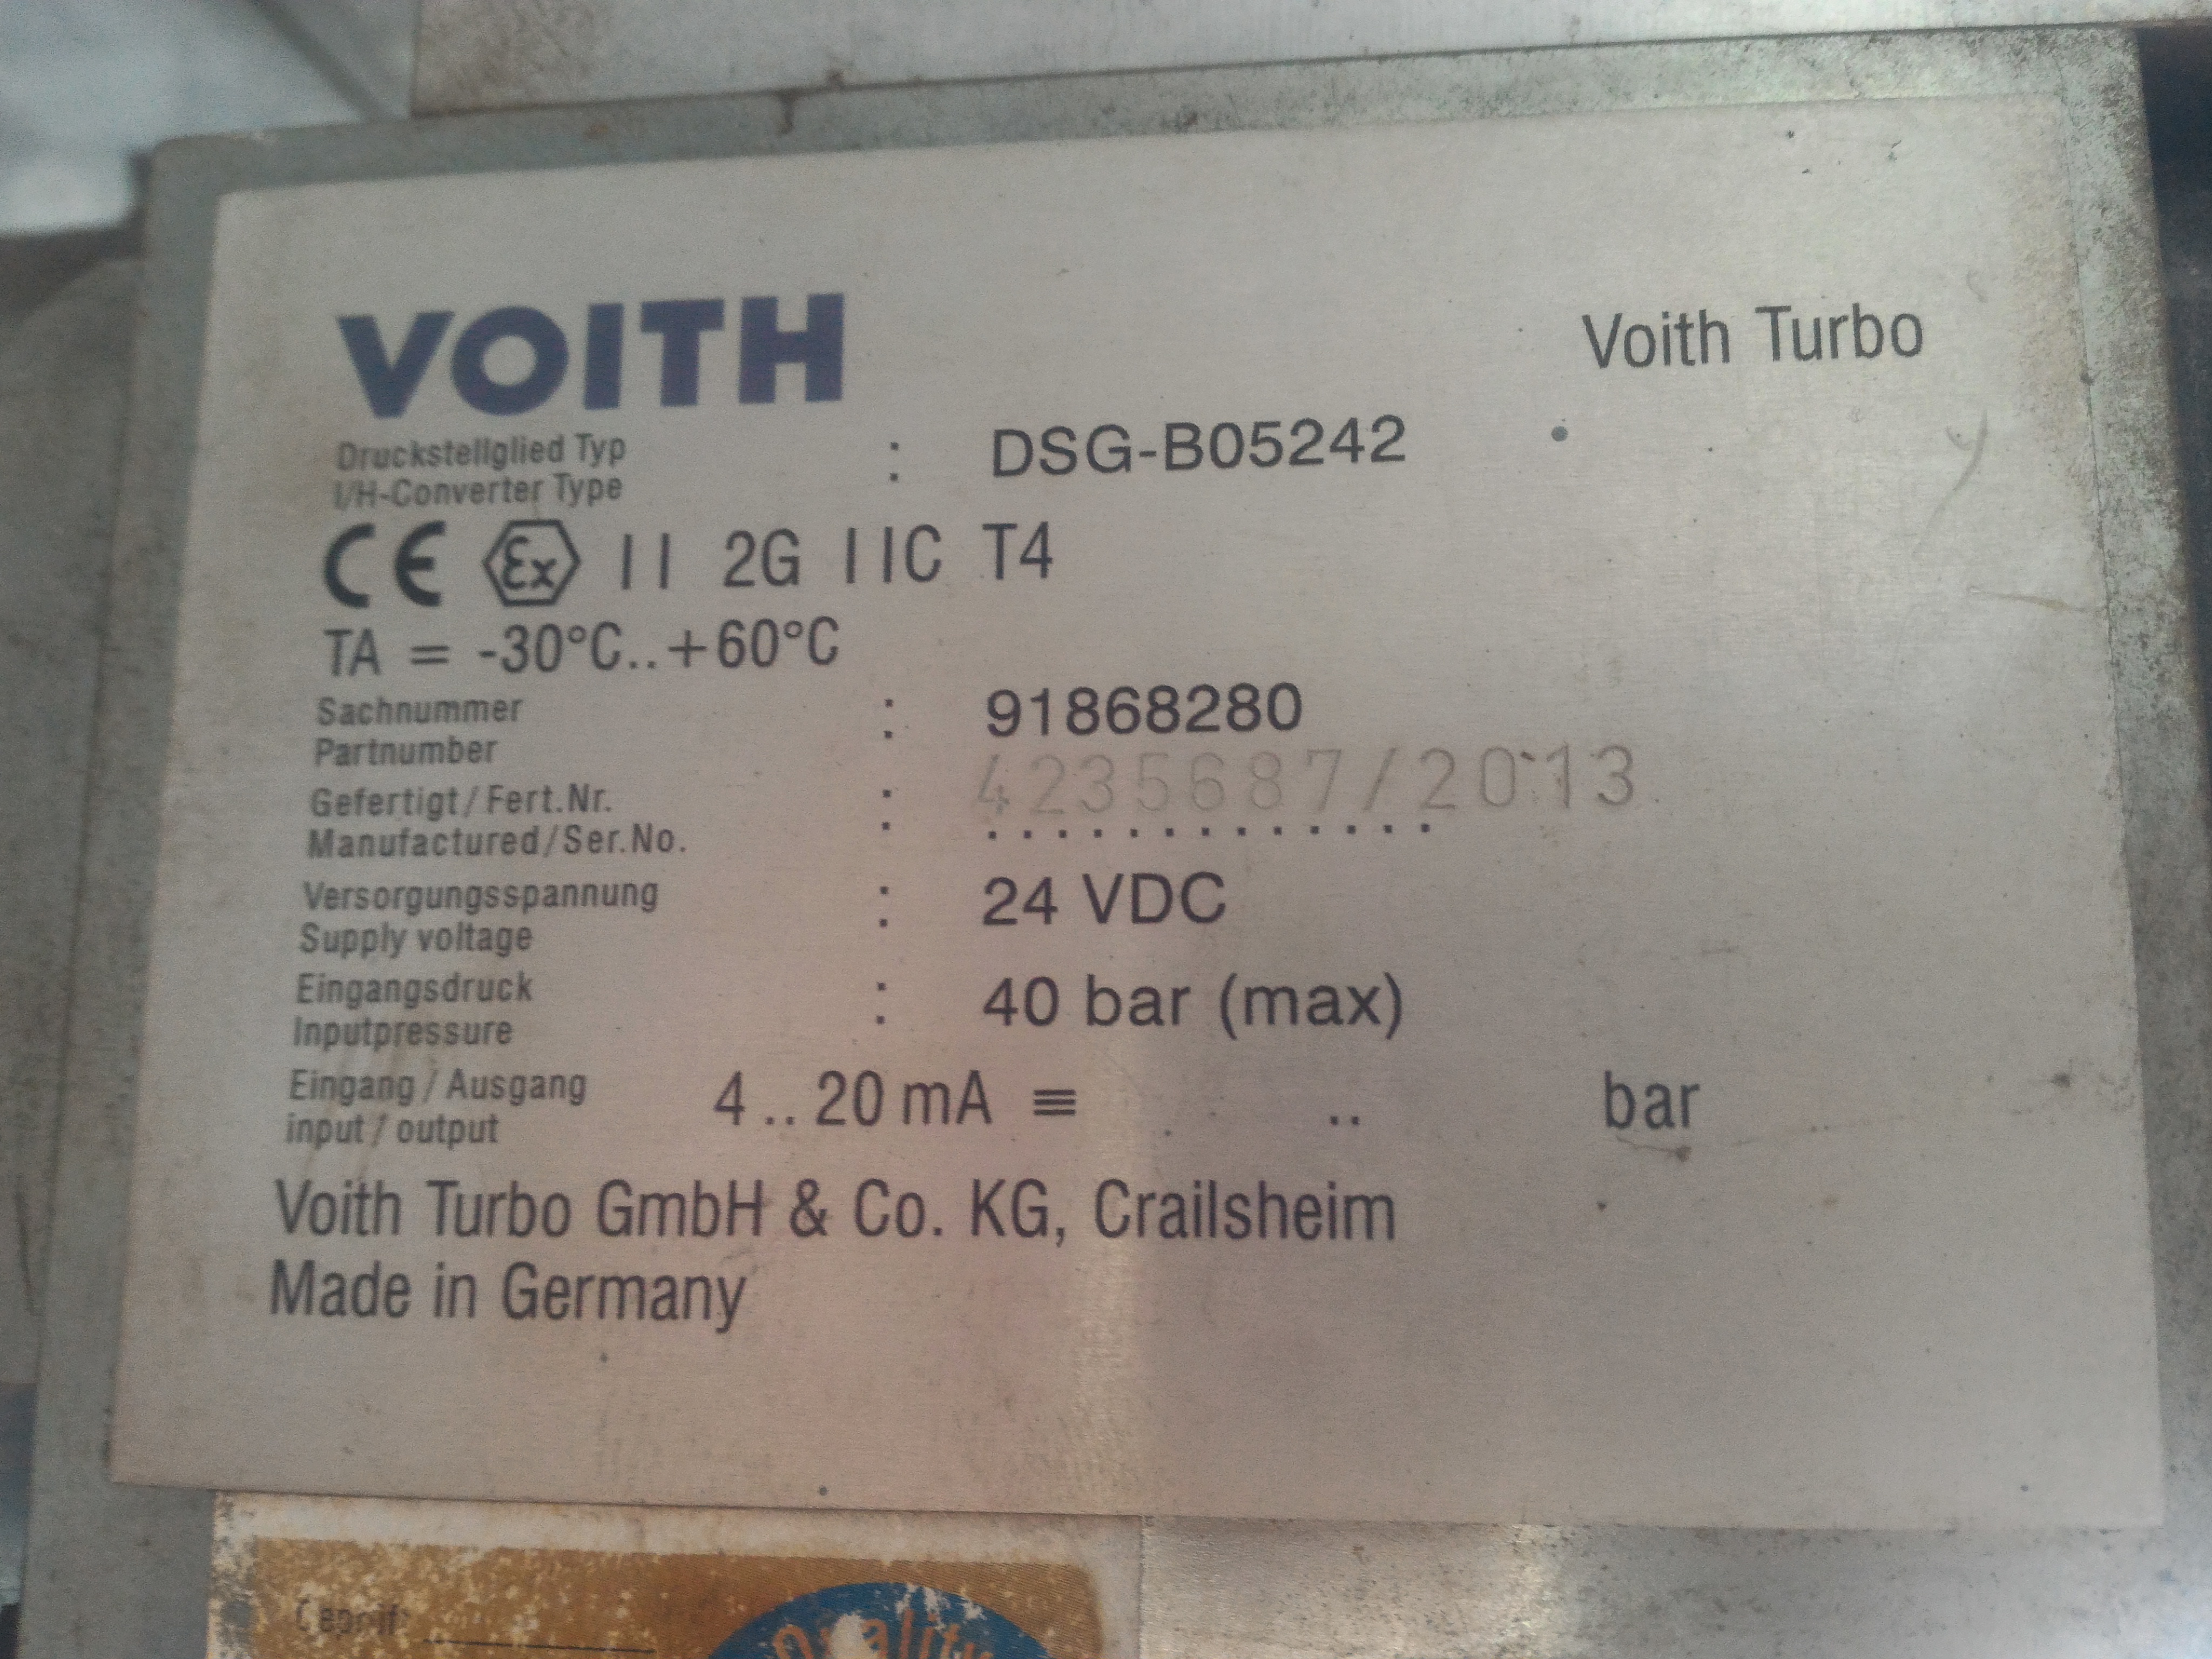 VOITH
Voith Turbo
Druckstellglied Typ : DSG-B05242
I/H-Converter Type
CE Ex II 2G IIC T4
TA = -30°C..+60°C
Sachnummer : 91868280
Partnumber
Gefertigt/Fert.Nr. : 4235687/2013
Manufactured/Ser.No. ..............
Versorgungsspannung : 24 VDC
Supply voltage
Eingangsdruck : 40 bar (max)
Inputpressure
Eingang / Ausgang 4 .. 20 mA ≡ .. bar
input / output
Voith Turbo GmbH & Co. KG, Crailsheim
Made in Germany
Quality